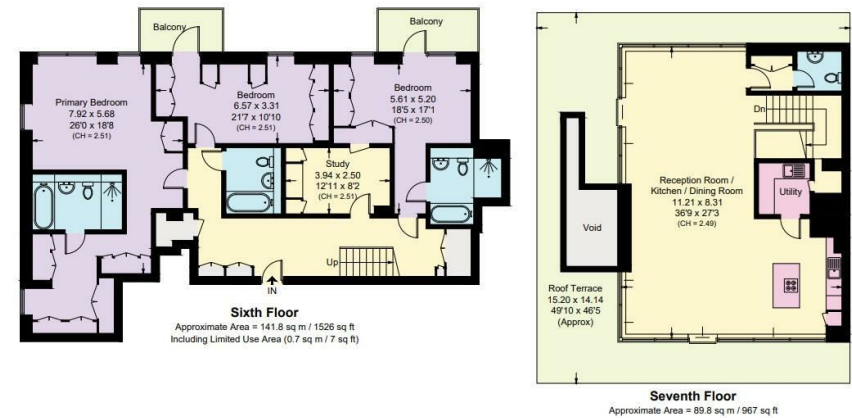 Balcony
Balcony
Primary Bedroom
7.92 x 5.68
26'0 x 18'8
(CH = 2.51)
Bedroom
6.57 x 3.31
21'7 x 10'10
(CH = 2.51)
Bedroom
5.61 x 5.20
18'5 x 17'1
(CH = 2.50)
Study
3.94 x 2.50
12'11 x 8'2
(CH = 2.51)
Up
IN
Sixth Floor
Approximate Area = 141.8 sq m / 1526 sq ft
Including Limited Use Area (0.7 sq m / 7 sq ft)
Dn
Reception Room /
Kitchen / Dining Room
11.21 x 8.31
36'9 x 27'3
(CH = 2.49)
Utility
Void
Roof Terrace
15.20 x 14.14
49'10 x 46'5
(Approx)
Seventh Floor
Approximate Area = 89.8 sq m / 967 sq ft